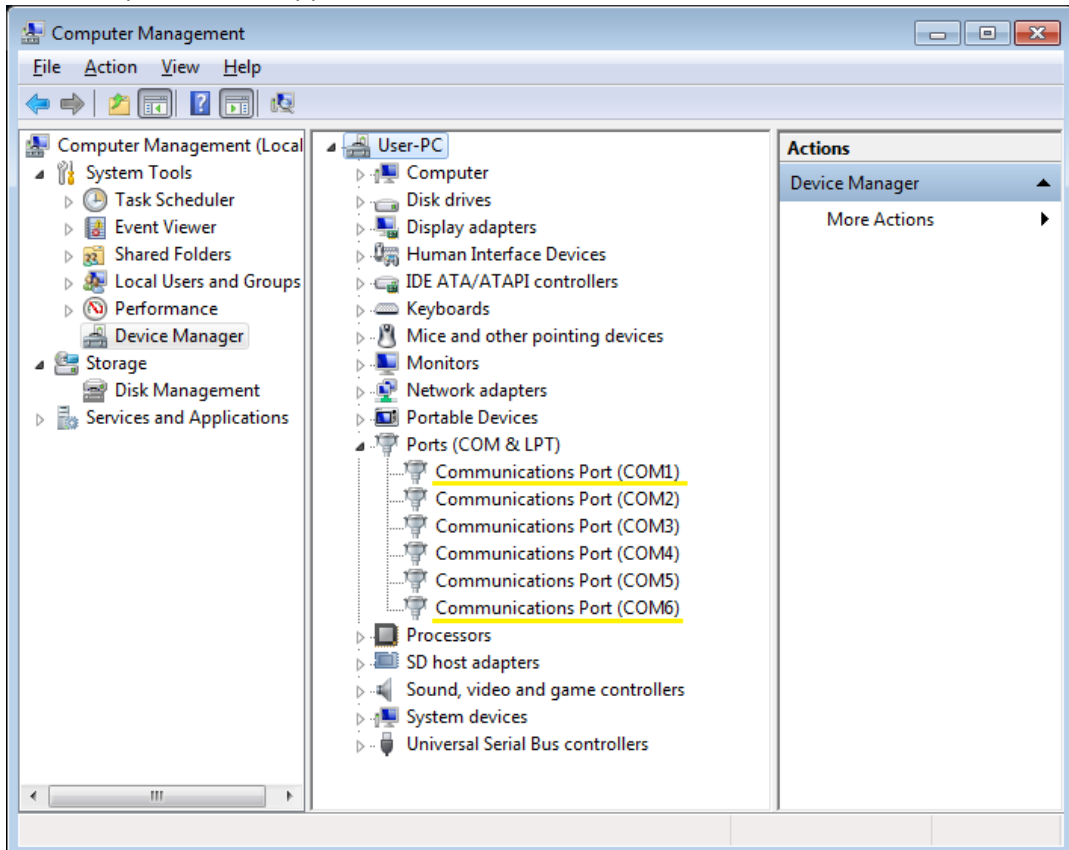 Computer Management
File Action View Help
Computer Management (Local
System Tools
Task Scheduler
Event Viewer
Shared Folders
Local Users and Groups
Performance
Device Manager
Storage
Disk Management
Services and Applications
User-PC
Computer
Disk drives
Display adapters
Human Interface Devices
IDE ATA/ATAPI controllers
Keyboards
Mice and other pointing devices
Monitors
Network adapters
Portable Devices
Ports (COM & LPT)
Communications Port (COM1)
Communications Port (COM2)
Communications Port (COM3)
Communications Port (COM4)
Communications Port (COM5)
Communications Port (COM6)
Processors
SD host adapters
Sound, video and game controllers
System devices
Universal Serial Bus controllers
Actions
Device Manager
More Actions